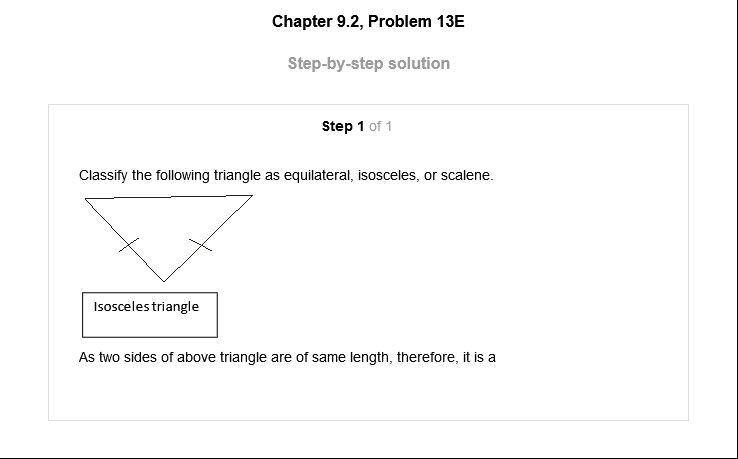 Chapter 9.2, Problem 13E
Step-by-step solution
Step 1 of 1
Classify the following triangle as equilateral, isosceles, or scalene.
Isosceles triangle
As two sides of above triangle are of same length, therefore, it is a